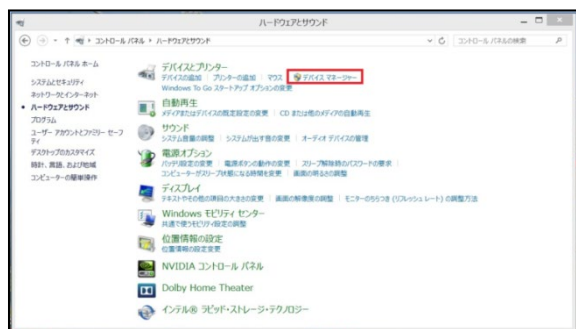 ハードウェアとサウンド
コントロール パネル ▸ ハードウェアとサウンド
コントロール パネルの検索
コントロール パネル ホーム
システムとセキュリティ
ネットワークとインターネット
ハードウェアとサウンド
プログラム
ユーザー アカウントとファミリー セーフ
ティ
デスクトップのカスタマイズ
時計、言語、および地域
コンピューターの簡単操作
デバイスとプリンター
デバイスの追加 | プリンターの追加 | マウス | デバイス マネージャー
Windows To Go スタートアップ オプションの変更
自動再生
メディアまたはデバイスの既定設定の変更 | CD または他のメディアの自動再生
サウンド
システム音量の調整 | システムが出す音の変更 | オーディオ デバイスの管理
電源オプション
バッテリ設定の変更 | 電源ボタンの動作の変更 | スリープ解除時のパスワードの要求
コンピューターがスリープ状態になる時間を変更 | 画面の明るさの調整
ディスプレイ
テキストやその他の項目の大きさの変更 | 画面の解像度の調整 | モニターのちらつき (リフレッシュ レート) の調整方法
Windows モビリティ センター
共通で使うモビリティ設定の調整
位置情報の設定
位置情報の設定変更
NVIDIA コントロール パネル
Dolby Home Theater
インテル® ラピッド・ストレージ・テクノロジー